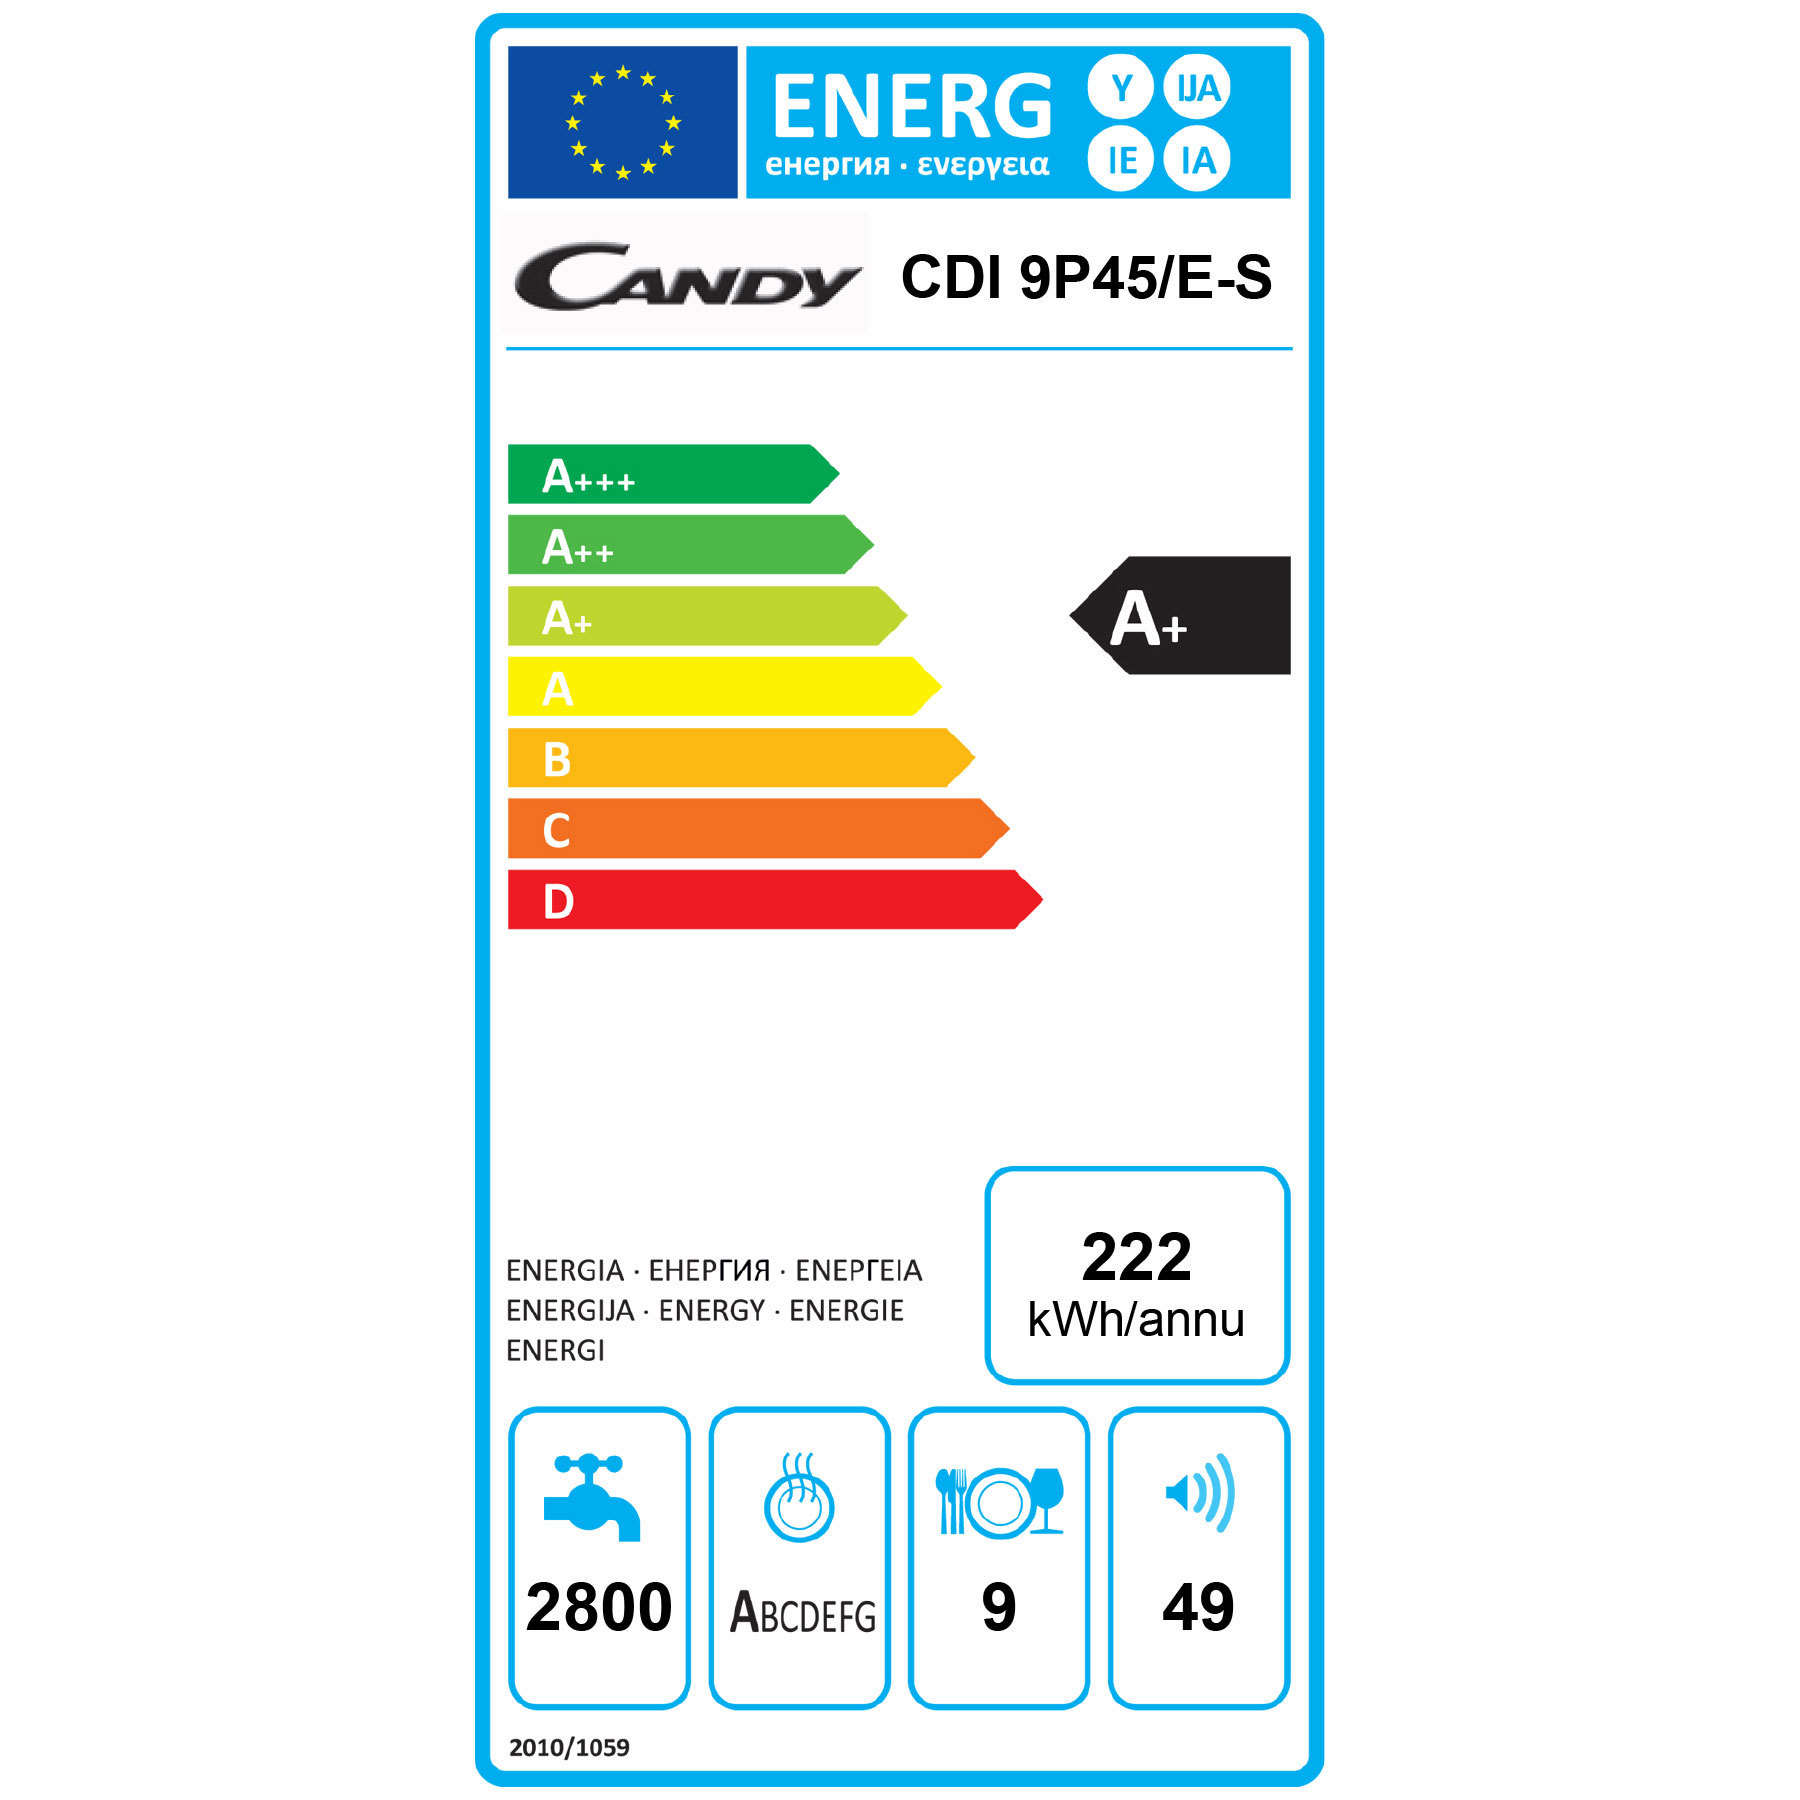 ENERG
енергия · ενεργεια
Y IJA
IE IA
CANDY CDI 9P45/E-S
A+++
A++
A+
A
B
C
D
A+
ENERGIA · ЕНЕРГИЯ · ΕΝΕΡΓΕΙΑ
ENERGIJA · ENERGY · ENERGIE
ENERGI
222
kWh/annu
2800
ABCDEFG
9
49
2010/1059